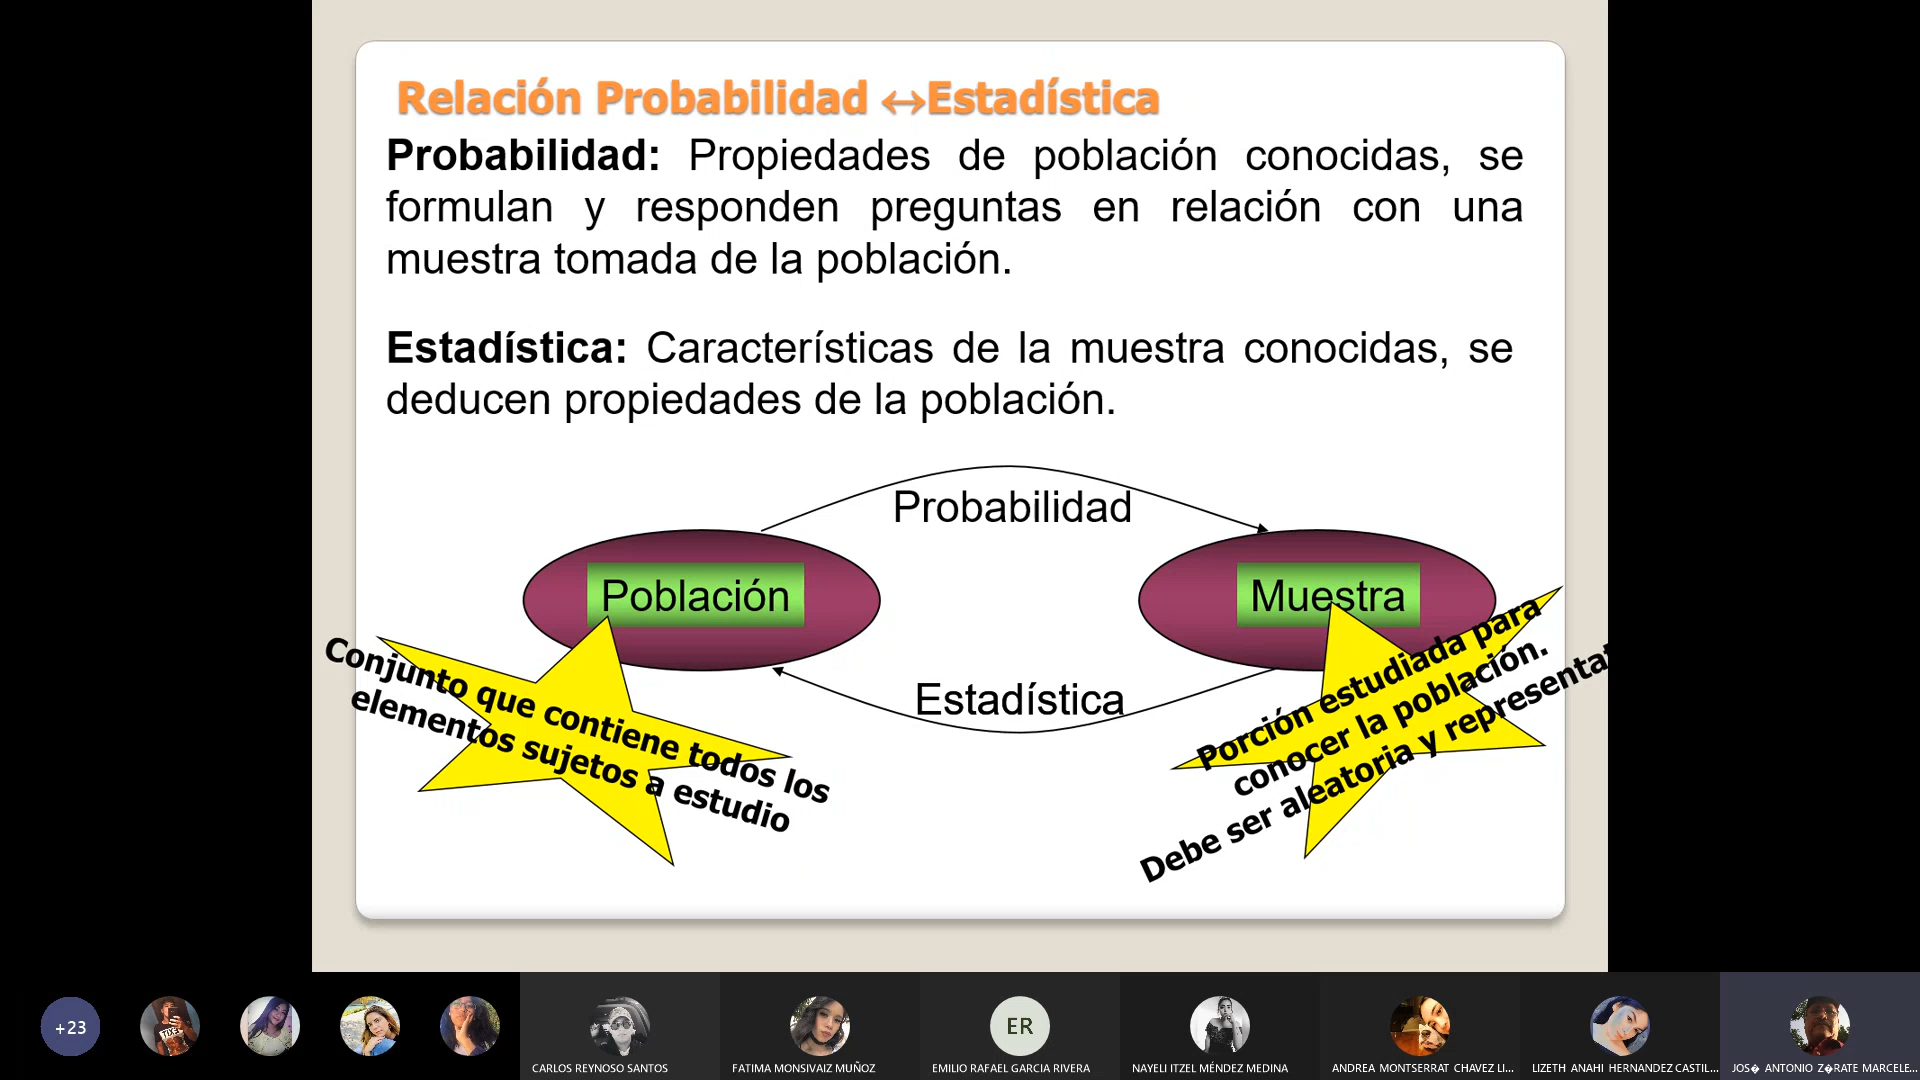 Relación Probabilidad ↔Estadística
Probabilidad: Propiedades de población conocidas, se
formulan y responden preguntas en relación con una
muestra tomada de la población.
Estadística: Características de la muestra conocidas, se
deducen propiedades de la población.
Probabilidad
Población
Muestra
Estadística
Conjunto que contiene todos los
elementos sujetos a estudio
Porción estudiada para
conocer la población.
Debe ser aleatoria y representat
+23
ER
CARLOS REYNOSO SANTOS
FATIMA MONSIVAIZ MUÑOZ
EMILIO RAFAEL GARCIA RIVERA
NAYELI ITZEL MÉNDEZ MEDINA
ANDREA MONTSERRAT CHAVEZ LI...
LIZETH ANAHI HERNANDEZ CASTIL...
JOS� ANTONIO Z�RATE MARCELE...